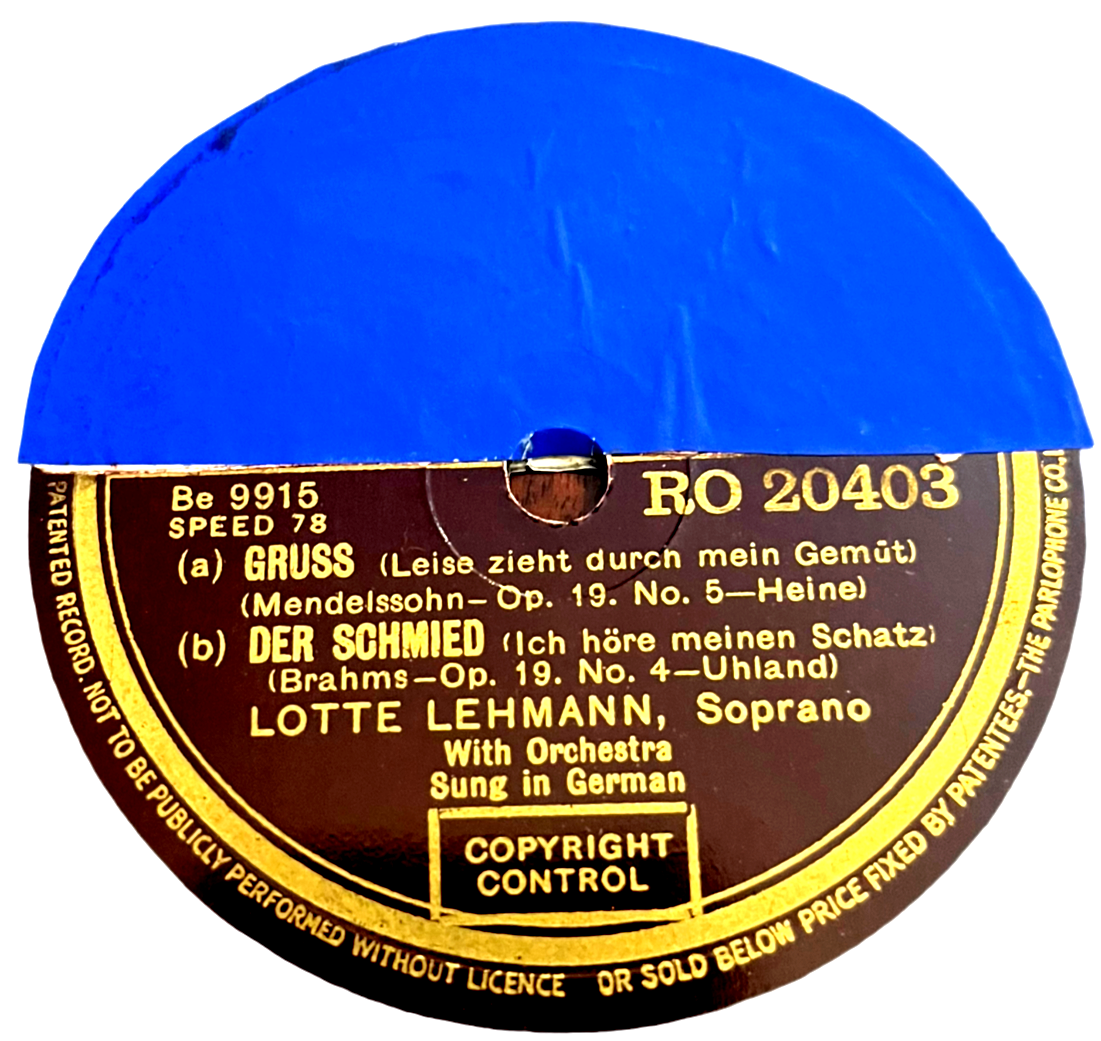 Be 9915
RO 20403
SPEED 78
(a) GRUSS (Leise zieht durch mein Gemüt)
(Mendelssohn—Op. 19. No. 5—Heine)
(b) DER SCHMIED (Ich höre meinen Schatz)
(Brahms—Op. 19. No. 4—Uhland)
LOTTE LEHMANN, Soprano
With Orchestra
Sung in German
COPYRIGHT
CONTROL
PATENTED RECORD. NOT TO BE PUBLICLY PERFORMED WITHOUT LICENCE OR SOLD BELOW PRICE FIXED BY PATENTEES.—THE PARLOPHONE CO.